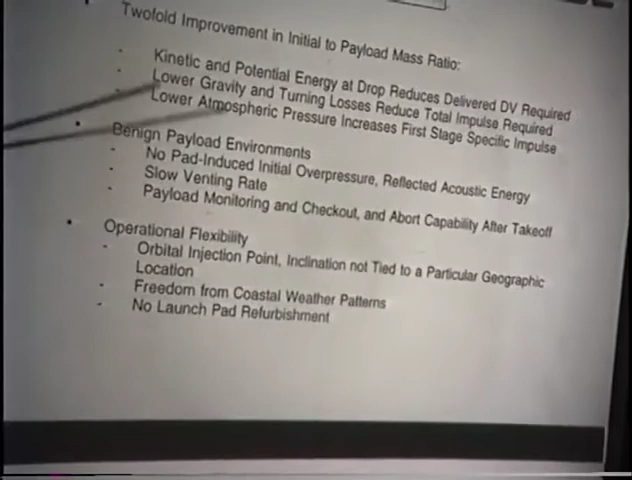 Twofold Improvement in Initial to Payload Mass Ratio:
- Kinetic and Potential Energy at Drop Reduces Delivered DV Required
- Lower Gravity and Turning Losses Reduce Total Impulse Required
Lower Atmospheric Pressure Increases First Stage Specific Impulse
• Benign Payload Environments
- No Pad-Induced Initial Overpressure, Reflected Acoustic Energy
- Slow Venting Rate
- Payload Monitoring and Checkout, and Abort Capability After Takeoff
• Operational Flexibility
- Orbital Injection Point, Inclination not Tied to a Particular Geographic
Location
- Freedom from Coastal Weather Patterns
- No Launch Pad Refurbishment